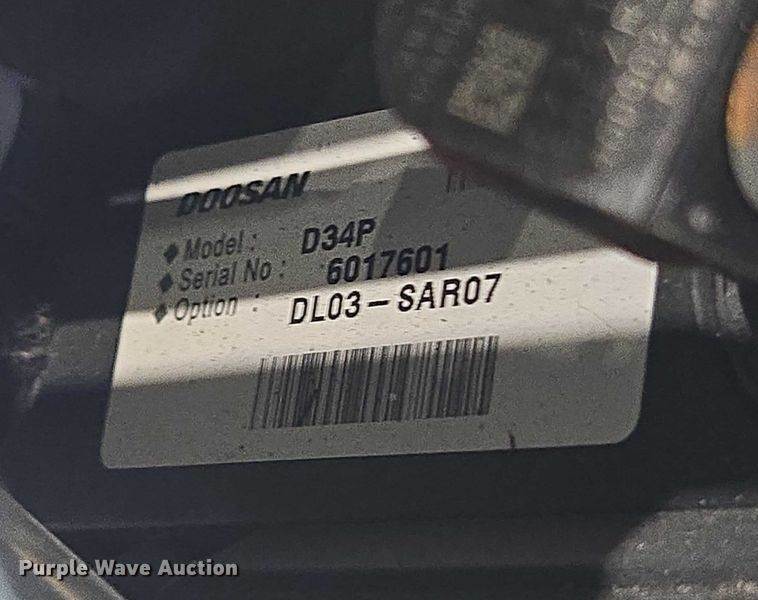 DOOSAN
◆ Model : D34P
◆ Serial No : 6017601
◆ Option : DL03-SAR07
Purple Wave Auction